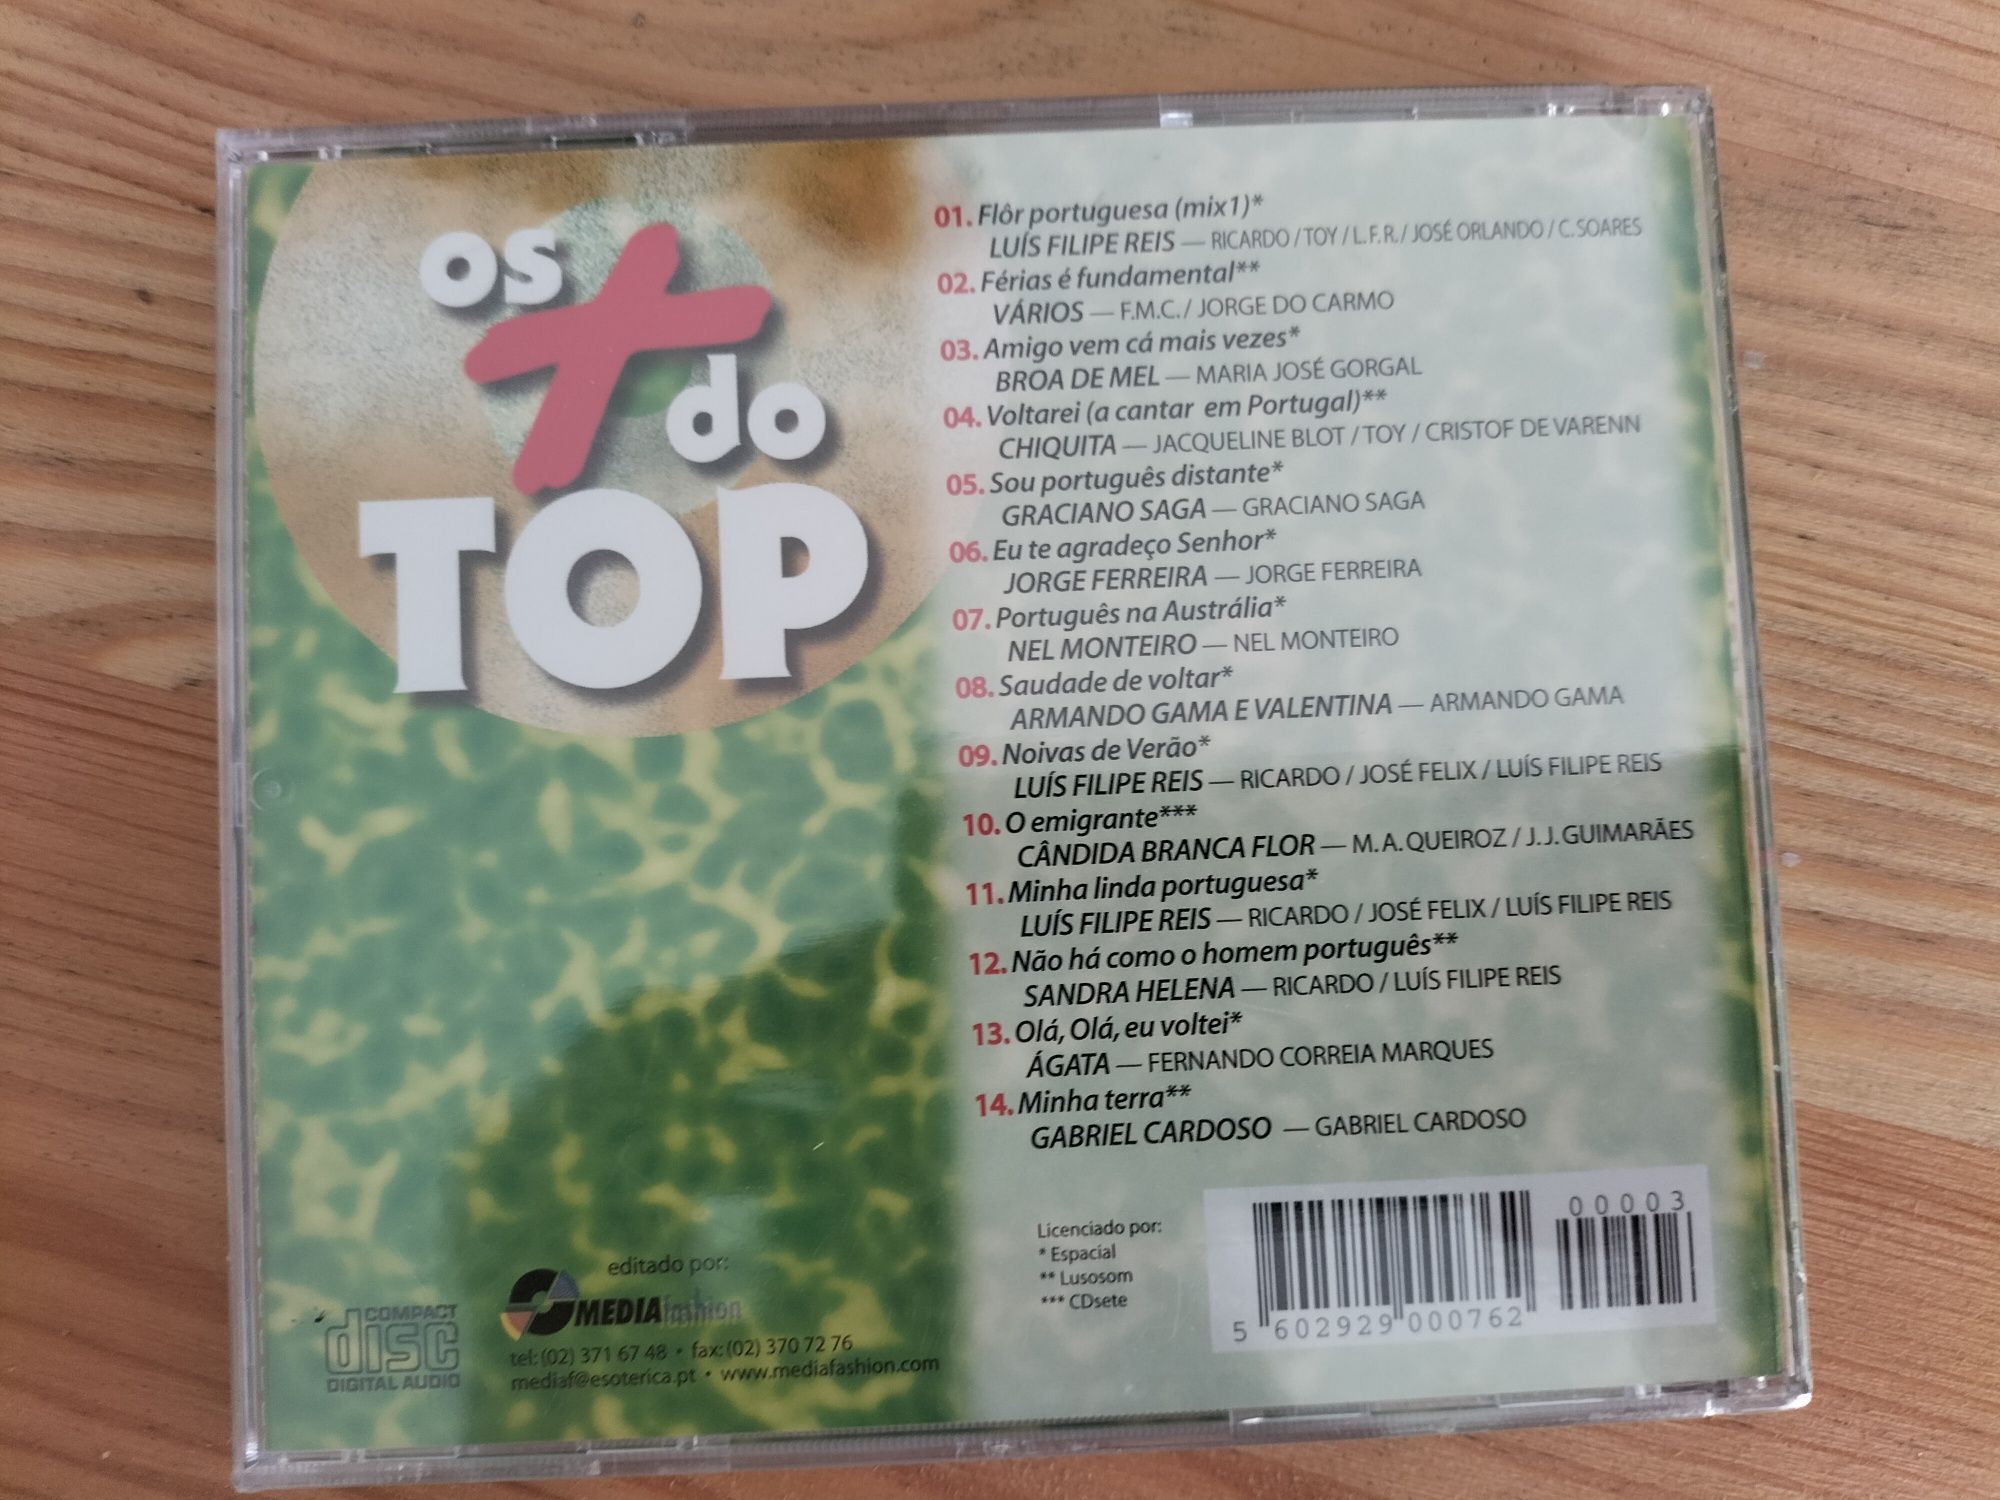 os + do
TOP
01. Flôr portuguesa (mix1)*
LUÍS FILIPE REIS — RICARDO / TOY / L.F.R. / JOSÉ ORLANDO / C. SOARES
02. Férias é fundamental**
VÁRIOS — F.M.C. / JORGE DO CARMO
03. Amigo vem cá mais vezes*
BROA DE MEL — MARIA JOSÉ GORGAL
04. Voltarei (a cantar em Portugal)**
CHIQUITA — JACQUELINE BLOT / TOY / CRISTOF DE VARENN
05. Sou português distante*
GRACIANO SAGA — GRACIANO SAGA
06. Eu te agradeço Senhor*
JORGE FERREIRA — JORGE FERREIRA
07. Português na Austrália*
NEL MONTEIRO — NEL MONTEIRO
08. Saudade de voltar*
ARMANDO GAMA E VALENTINA — ARMANDO GAMA
09. Noivas de Verão*
LUÍS FILIPE REIS — RICARDO / JOSÉ FELIX / LUÍS FILIPE REIS
10. O emigrante***
CÂNDIDA BRANCA FLOR — M. A. QUEIROZ / J. J. GUIMARÃES
11. Minha linda portuguesa*
LUÍS FILIPE REIS — RICARDO / JOSÉ FELIX / LUÍS FILIPE REIS
12. Não há como o homem português**
SANDRA HELENA — RICARDO / LUÍS FILIPE REIS
13. Olá, Olá, eu voltei*
ÁGATA — FERNANDO CORREIA MARQUES
14. Minha terra**
GABRIEL CARDOSO — GABRIEL CARDOSO
Licenciado por:
* Espacial
** Lusosom
*** CDsete
00003
5 602929 000762
editado por:
MEDIAfashion
tel: (02) 371 67 48 • fax: (02) 370 72 76
mediaf@esoterica.pt • www.mediafashion.com
COMPACT
disc
DIGITAL AUDIO